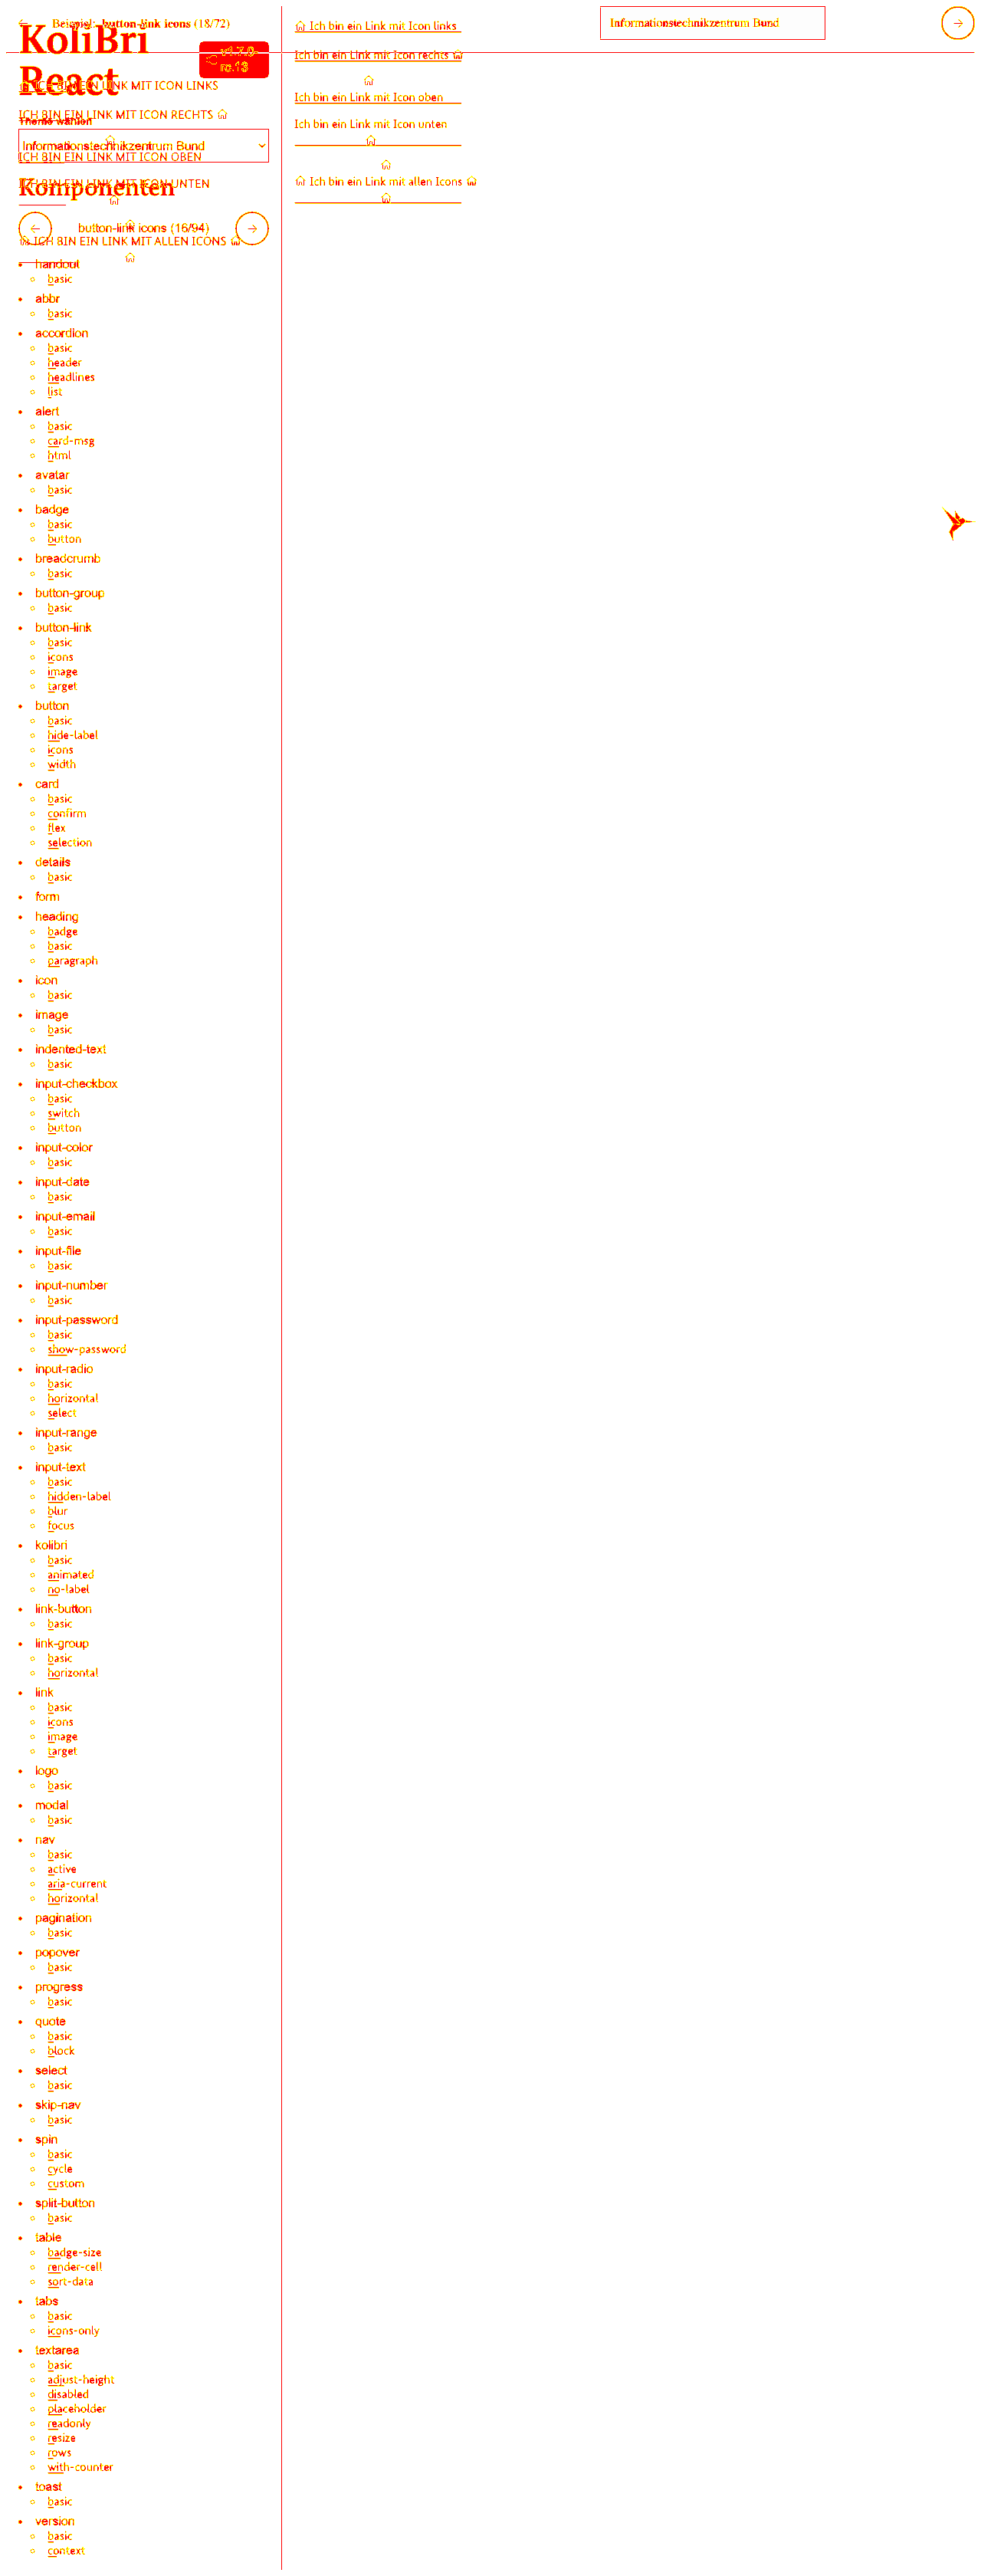 Beispiel: button-link icons (18/72)
KoliBri
React
v1.7.0-
rc.13
Ich bin ein Link mit Icon links
Ich bin ein Link mit Icon rechts
Ich bin ein Link mit Icon oben
Ich bin ein Link mit Icon unten
Ich bin ein Link mit allen Icons
Informationstechnikzentrum Bund
ICH BIN EIN LINK MIT ICON LINKS
ICH BIN EIN LINK MIT ICON RECHTS
Theme wählen
Informationstechnikzentrum Bund
ICH BIN EIN LINK MIT ICON OBEN
ICH BIN EIN LINK MIT ICON UNTEN
Komponenten
button-link icons (16/94)
ICH BIN EIN LINK MIT ALLEN ICONS
handout
basic
abbr
basic
accordion
basic
header
headlines
list
alert
basic
card-msg
html
avatar
basic
badge
basic
button
breadcrumb
basic
button-group
basic
button-link
basic
icons
image
target
button
basic
hide-label
icons
width
card
basic
confirm
flex
selection
details
basic
form
heading
badge
basic
paragraph
icon
basic
image
basic
indented-text
basic
input-checkbox
basic
switch
button
input-color
basic
input-date
basic
input-email
basic
input-file
basic
input-number
basic
input-password
basic
show-password
input-radio
basic
horizontal
select
input-range
basic
input-text
basic
hidden-label
blur
focus
kolibri
basic
animated
no-label
link-button
basic
link-group
basic
horizontal
link
basic
icons
image
target
logo
basic
modal
basic
nav
basic
active
aria-current
horizontal
pagination
basic
popover
basic
progress
basic
quote
basic
block
select
basic
skip-nav
basic
spin
basic
cycle
custom
split-button
basic
table
badge-size
render-cell
sort-data
tabs
basic
icons-only
textarea
basic
adjust-height
disabled
placeholder
readonly
resize
rows
with-counter
toast
basic
version
basic
context